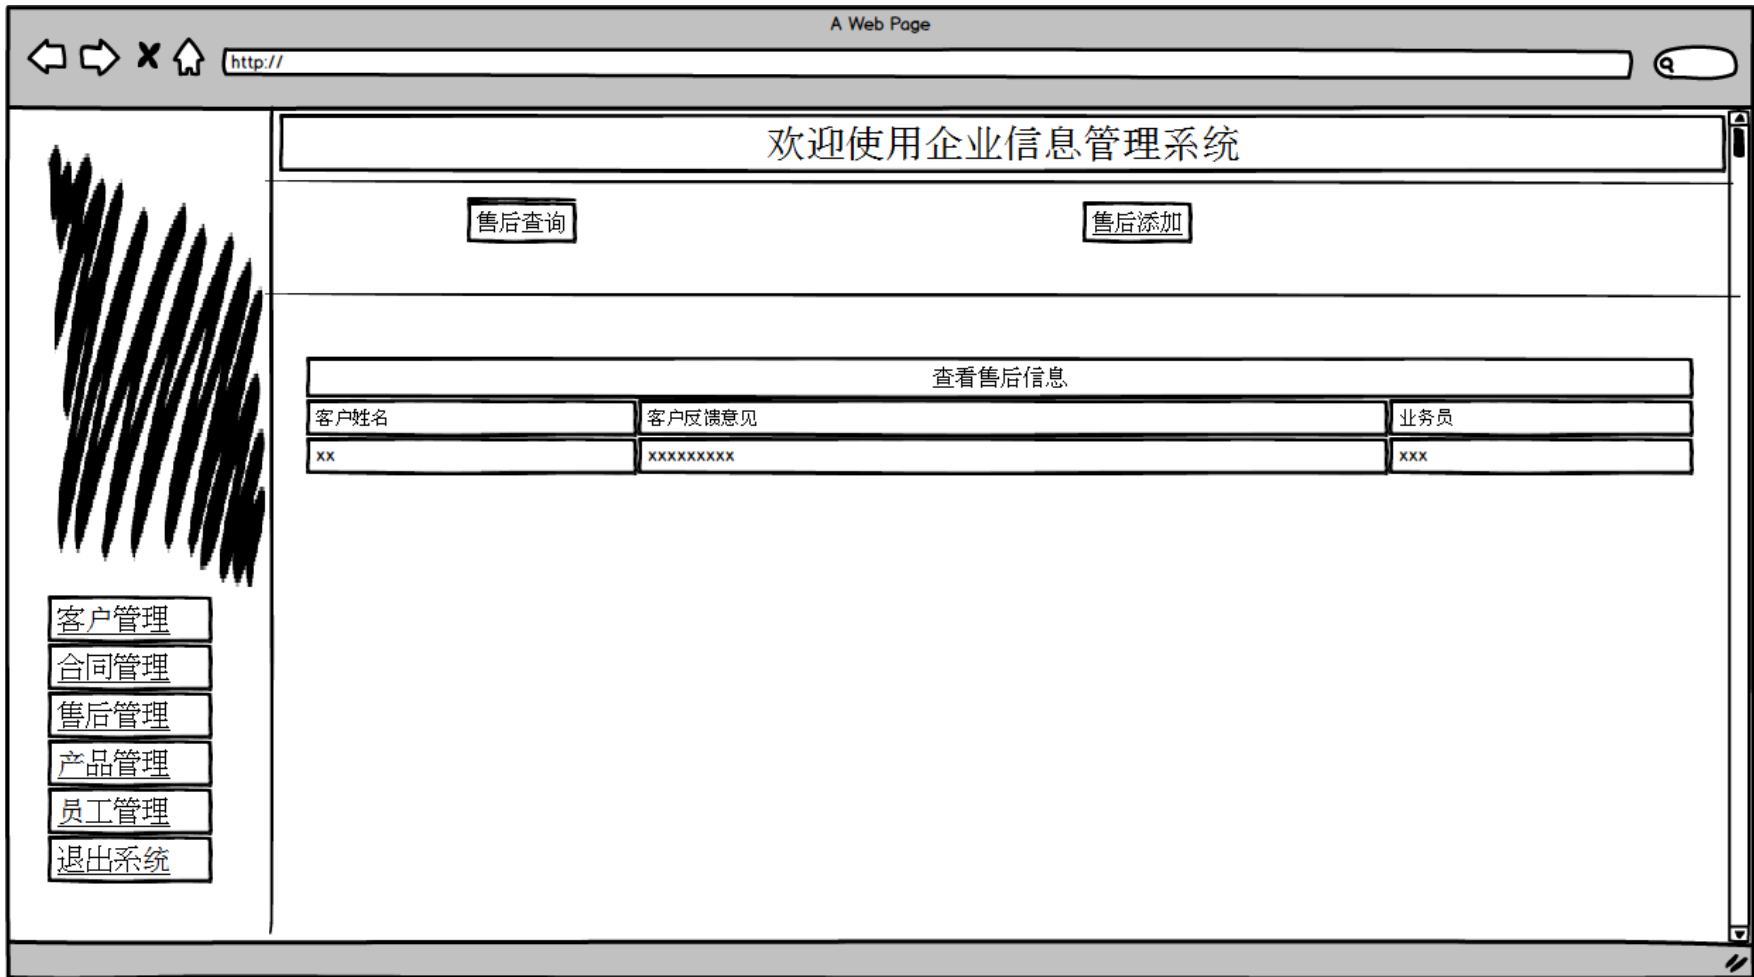 A Web Page
http://
欢迎使用企业信息管理系统
售后查询 售后添加
查看售后信息
客户姓名 客户反馈意见 业务员
xx xxxxxxxxx xxx
客户管理
合同管理
售后管理
产品管理
员工管理
退出系统